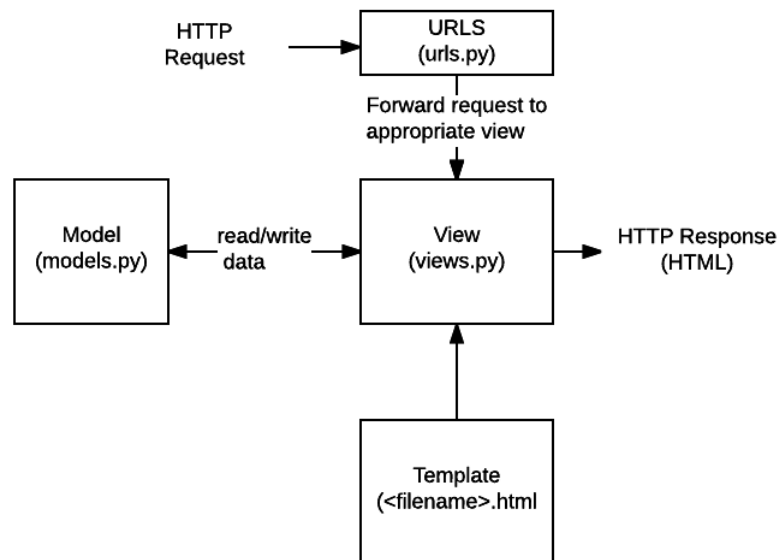 HTTP
Request
URLS
(urls.py)
Forward request to
appropriate view
Model
(models.py)
read/write
data
View
(views.py)
HTTP Response
(HTML)
Template
(<filename>.html